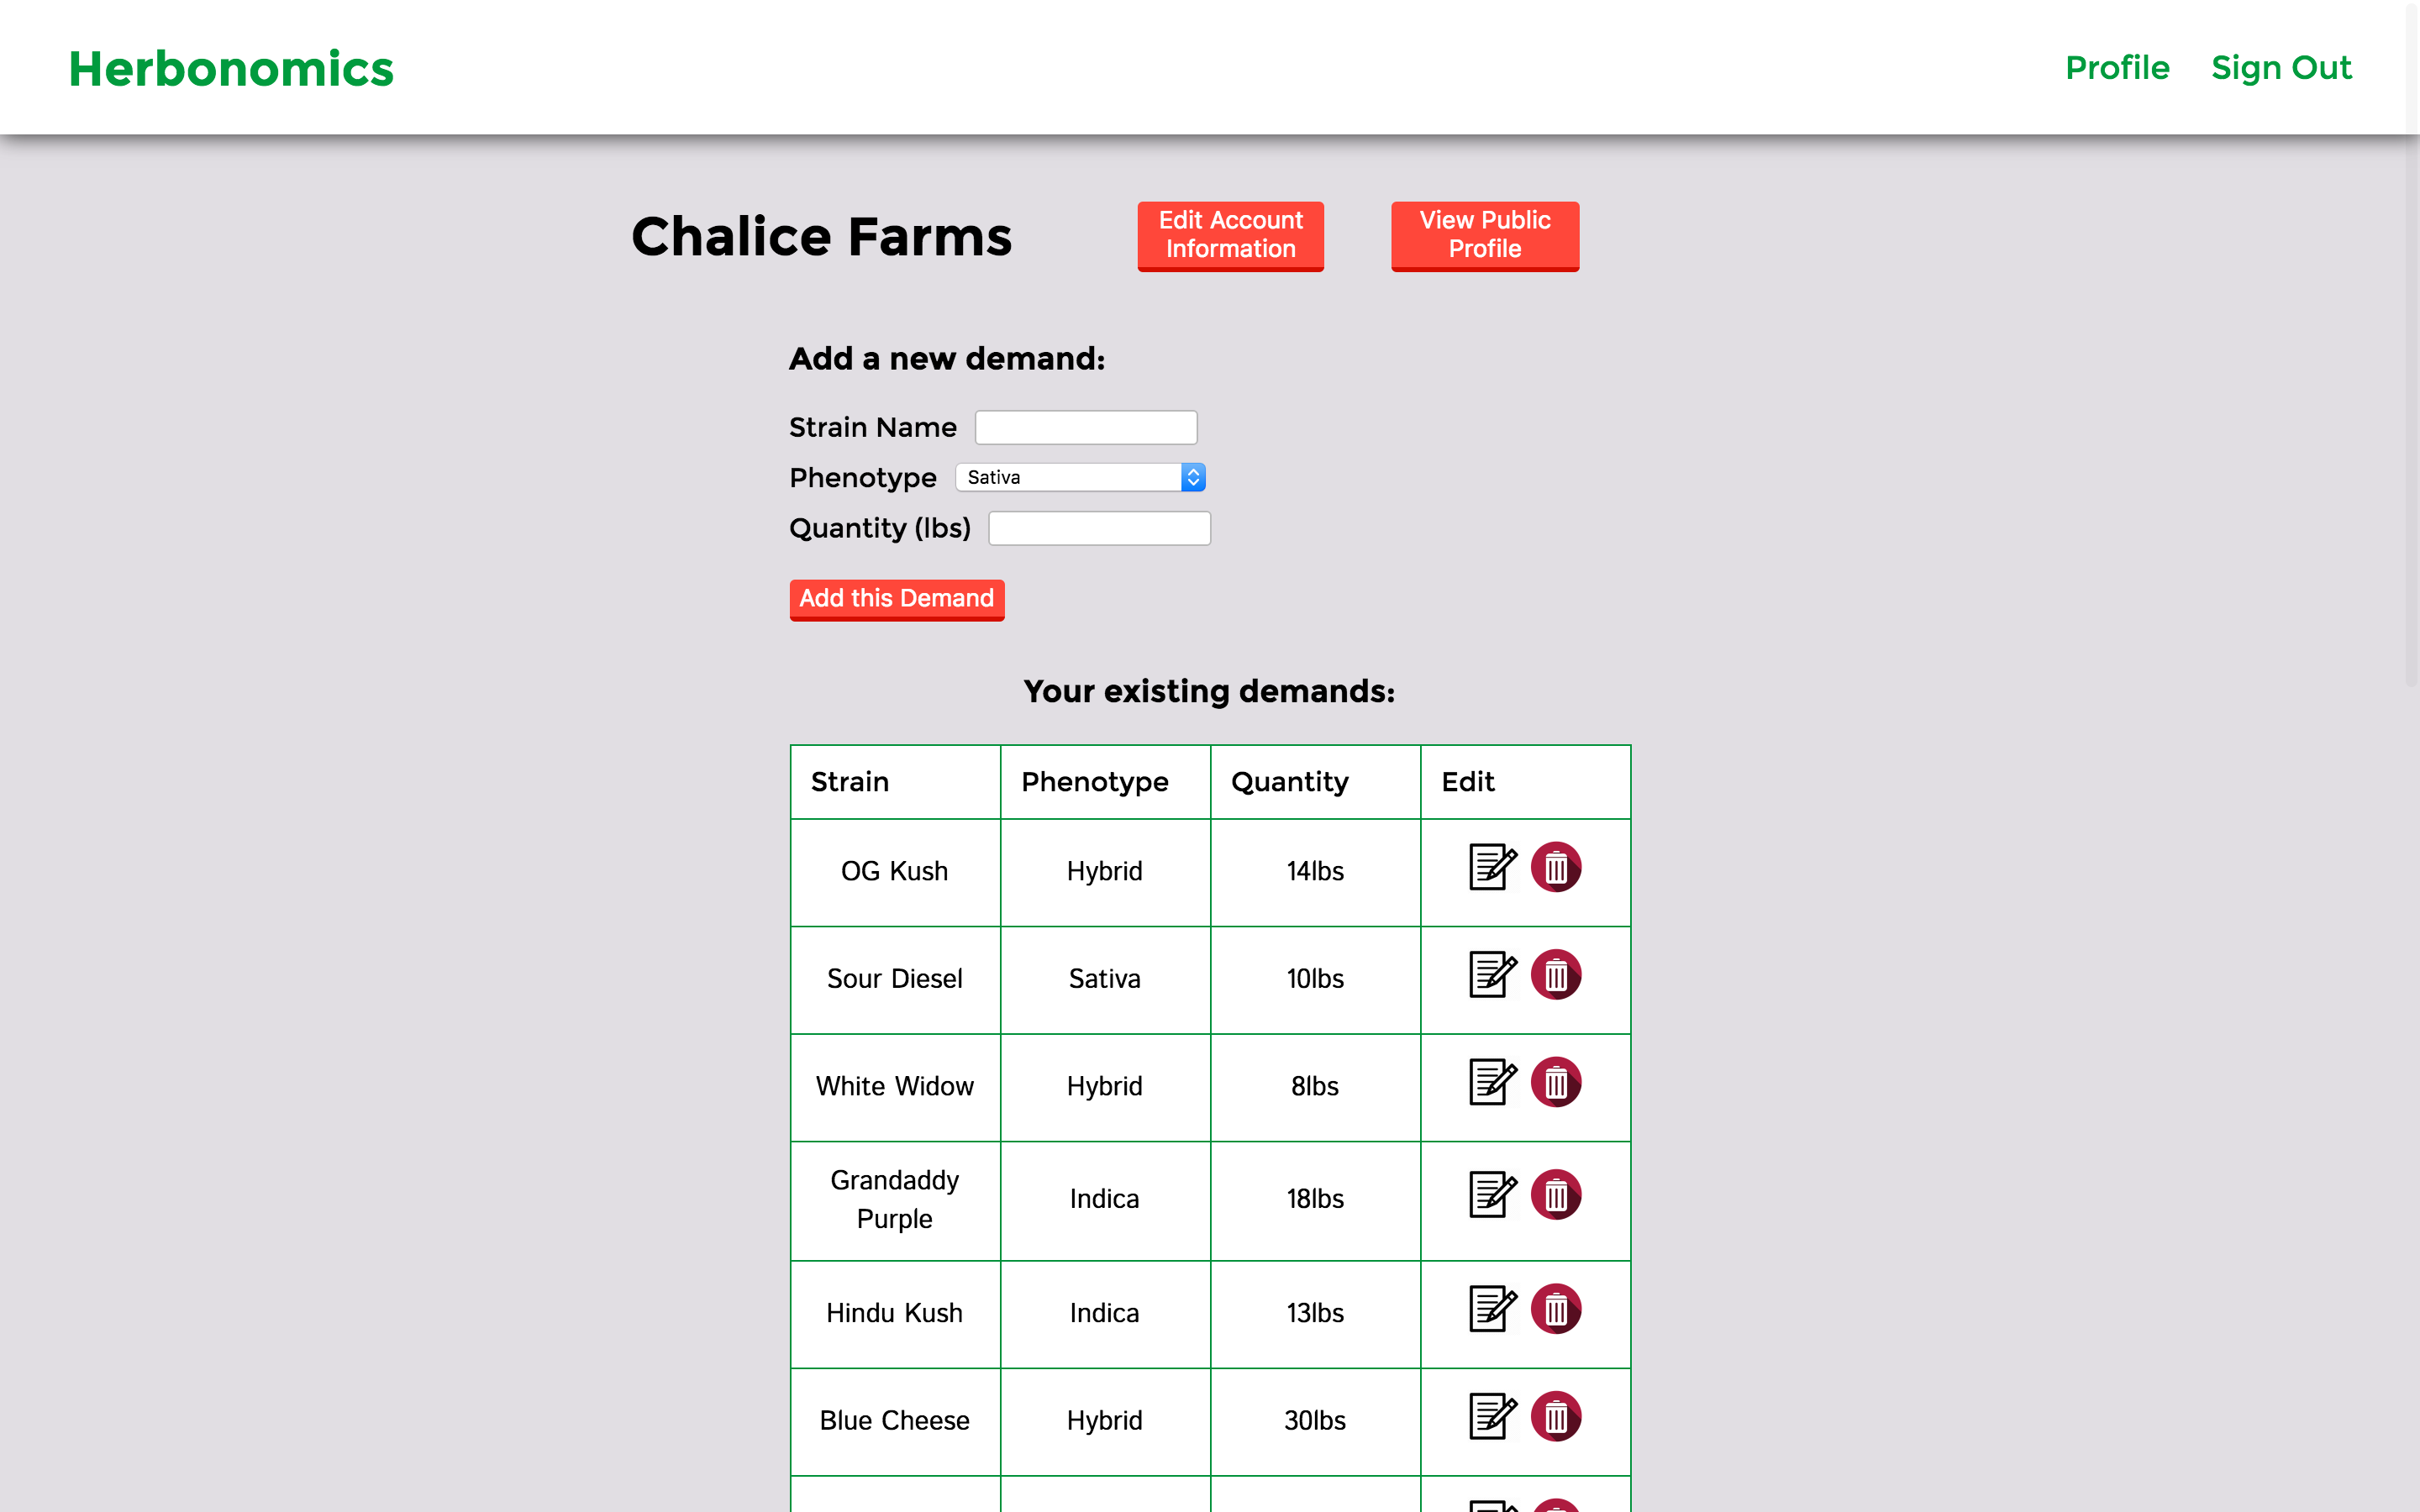 Herbonomics
Profile
Sign Out
Chalice Farms
Edit Account
Information
View Public
Profile
Add a new demand:
Strain Name
Phenotype Sativa
Quantity (lbs)
Add this Demand
Your existing demands:
Strain Phenotype Quantity Edit
OG Kush Hybrid 14lbs
Sour Diesel Sativa 10lbs
White Widow Hybrid 8lbs
Grandaddy
Purple
Indica 18lbs
Hindu Kush Indica 13lbs
Blue Cheese Hybrid 30lbs